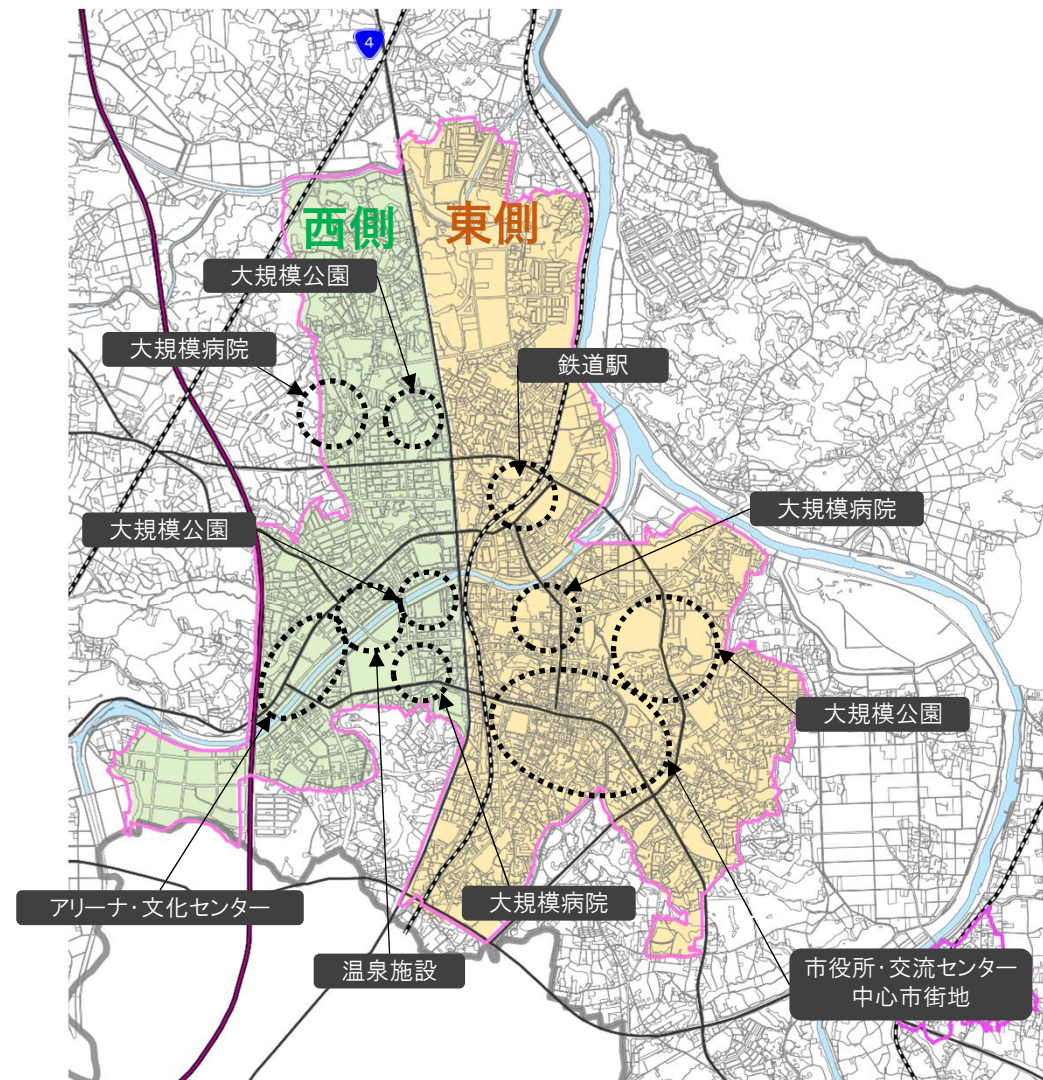 4
西側
東側
大規模公園
大規模病院
鉄道駅
大規模病院
大規模公園
大規模公園
アリーナ・文化センター
大規模病院
温泉施設
市役所・交流センター
中心市街地